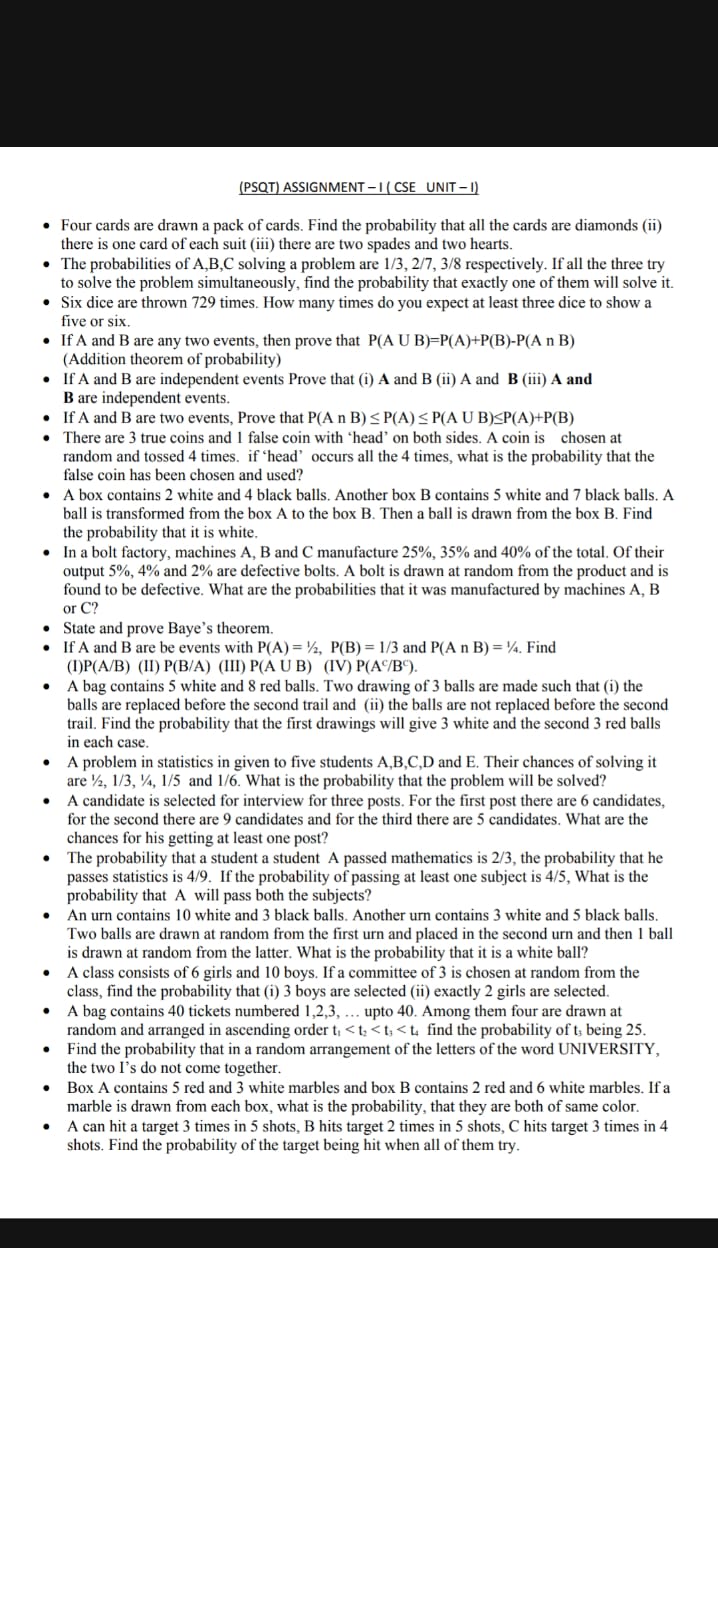 (PSQT) ASSIGNMENT – I ( CSE UNIT – I)
• Four cards are drawn a pack of cards. Find the probability that all the cards are diamonds (ii)
there is one card of each suit (iii) there are two spades and two hearts.
• The probabilities of A,B,C solving a problem are 1/3, 2/7, 3/8 respectively. If all the three try
to solve the problem simultaneously, find the probability that exactly one of them will solve it.
• Six dice are thrown 729 times. How many times do you expect at least three dice to show a
five or six.
• If A and B are any two events, then prove that P(A U B)=P(A)+P(B)-P(A n B)
(Addition theorem of probability)
• If A and B are independent events Prove that (i) A and B (ii) A and B (iii) A and
B are independent events.
• If A and B are two events, Prove that P(A n B) ≤ P(A) ≤ P(A U B)≤P(A)+P(B)
• There are 3 true coins and 1 false coin with ‘head’ on both sides. A coin is chosen at
random and tossed 4 times. if ‘head’ occurs all the 4 times, what is the probability that the
false coin has been chosen and used?
• A box contains 2 white and 4 black balls. Another box B contains 5 white and 7 black balls. A
ball is transformed from the box A to the box B. Then a ball is drawn from the box B. Find
the probability that it is white.
• In a bolt factory, machines A, B and C manufacture 25%, 35% and 40% of the total. Of their
output 5%, 4% and 2% are defective bolts. A bolt is drawn at random from the product and is
found to be defective. What are the probabilities that it was manufactured by machines A, B
or C?
• State and prove Baye’s theorem.
• If A and B are be events with P(A) = ½, P(B) = 1/3 and P(A n B) = ¼. Find
(I)P(A/B) (II) P(B/A) (III) P(A U B) (IV) P(Aᶜ/Bᶜ).
• A bag contains 5 white and 8 red balls. Two drawing of 3 balls are made such that (i) the
balls are replaced before the second trail and (ii) the balls are not replaced before the second
trail. Find the probability that the first drawings will give 3 white and the second 3 red balls
in each case.
• A problem in statistics in given to five students A,B,C,D and E. Their chances of solving it
are ½, 1/3, ¼, 1/5 and 1/6. What is the probability that the problem will be solved?
• A candidate is selected for interview for three posts. For the first post there are 6 candidates,
for the second there are 9 candidates and for the third there are 5 candidates. What are the
chances for his getting at least one post?
• The probability that a student a student A passed mathematics is 2/3, the probability that he
passes statistics is 4/9. If the probability of passing at least one subject is 4/5, What is the
probability that A will pass both the subjects?
• An urn contains 10 white and 3 black balls. Another urn contains 3 white and 5 black balls.
Two balls are drawn at random from the first urn and placed in the second urn and then 1 ball
is drawn at random from the latter. What is the probability that it is a white ball?
• A class consists of 6 girls and 10 boys. If a committee of 3 is chosen at random from the
class, find the probability that (i) 3 boys are selected (ii) exactly 2 girls are selected.
• A bag contains 40 tickets numbered 1,2,3, … upto 40. Among them four are drawn at
random and arranged in ascending order t₁ < t₂ < t₃ < t₄ find the probability of t₃ being 25.
• Find the probability that in a random arrangement of the letters of the word UNIVERSITY,
the two I’s do not come together.
• Box A contains 5 red and 3 white marbles and box B contains 2 red and 6 white marbles. If a
marble is drawn from each box, what is the probability, that they are both of same color.
• A can hit a target 3 times in 5 shots, B hits target 2 times in 5 shots, C hits target 3 times in 4
shots. Find the probability of the target being hit when all of them try.